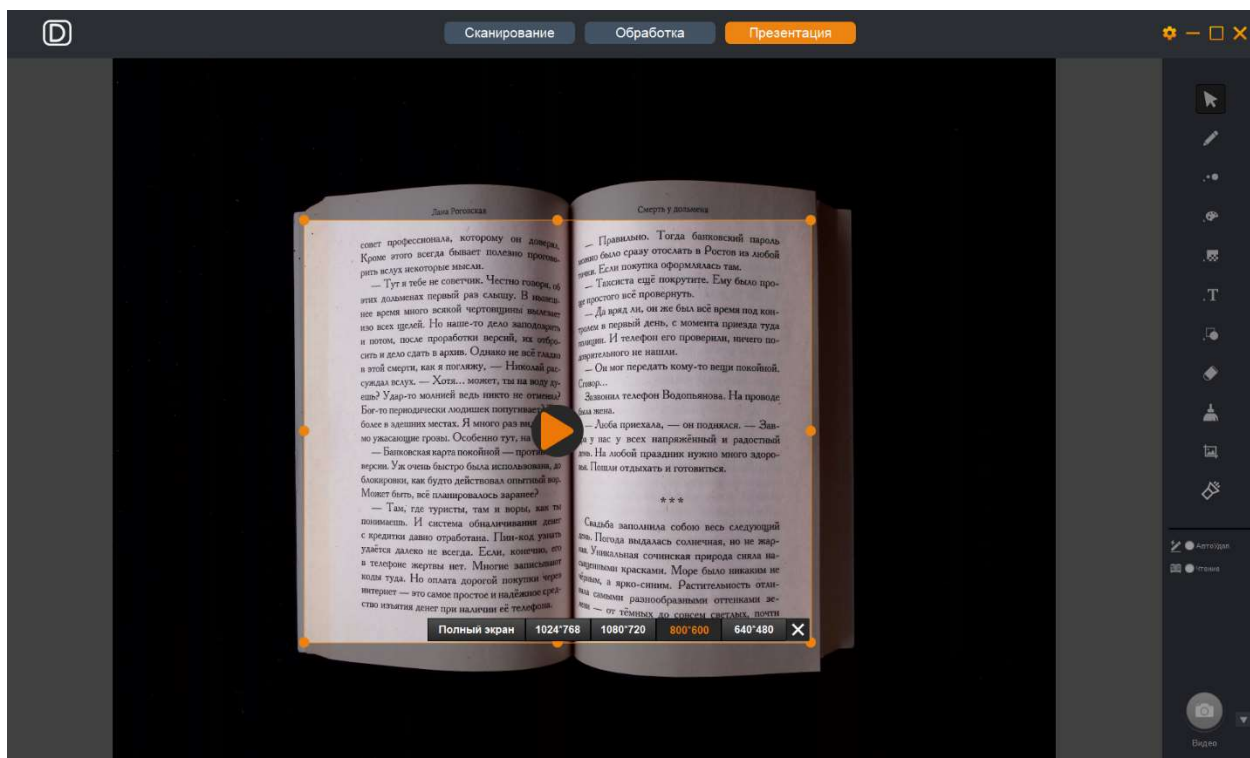 D
Сканирование
Обработка
Презентация
Лана Роговская
совет профессионала, которому он доверял.
Кроме этого всегда бывает полезно прогово-
рить вслух некоторые мысли.
— Тут я тебе не советчик. Честно говоря, об
этих дольменах первый раз слышу. В нынеш-
нее время много всякой чертовщины вылезает
изо всех щелей. Но наше-то дело заподозрить
и потом, после проработки версий, их отбро-
сить и дело сдать в архив. Однако не всё гладко
в этой смерти, как я погляжу, — Николай рас-
суждал вслух. — Хотя... может, ты на воду ду-
ешь? Удар-то молнией ведь никто не отменял?
Бог-то периодически людишек попугивает.
более в здешних местах. Я много раз
мо ужасающие грозы. Особенно тут, на
— Банковская карта покойной —
версии. Уж очень быстро была использована, до
блокировки, как будто действовал опытный вор.
Может быть, всё планировалось заранее?
— Там, где туристы, там и воры, как ты
понимаешь. И система обналичивания денег
с кредитки давно отработана. Пин-код узнать
удаётся далеко не всегда. Если, конечно, его
в телефоне жертвы нет. Многие записывают
коды туда. Но оплата дорогой покупки через
интернет — это самое простое и надёжное сред-
ство изъятия денег при наличии её телефона.
Смерть у дольмена
— Правильно. Тогда банковский пароль
можно было сразу отослать в Ростов из любой
точки. Если покупка оформлялась там.
— Таксиста ещё покрутите. Ему было про-
ще простого всё провернуть.
— Да вряд ли, он же был всё время под кон-
тролем в первый день, с момента приезда туда
полиции. И телефон его проверили, ничего по-
дозрительного не нашли.
— Он мог передать кому-то вещи покойной.
Сговор...
Зазвонил телефон Водопьянова. На проводе
была жена.
— Люба приехала, — он поднялся. — Зав-
у нас у всех напряжённый и радостный
день. На любой праздник нужно много здоро-
вья. Пошли отдыхать и готовиться.
***
Свадьба заполнила собою весь следующий
день. Погода выдалась солнечная, но не жар-
кая. Уникальная сочинская природа сияла на-
сыщенными красками. Море было никаким не
чёрным, а ярко-синим. Растительность отли-
чила самыми разнообразными оттенками зе-
лени — от тёмных до совсем светлых, почти
Полный экран
1024*768
1080*720
800*600
640*480
T
АвтоУдал
Чтение
Видео